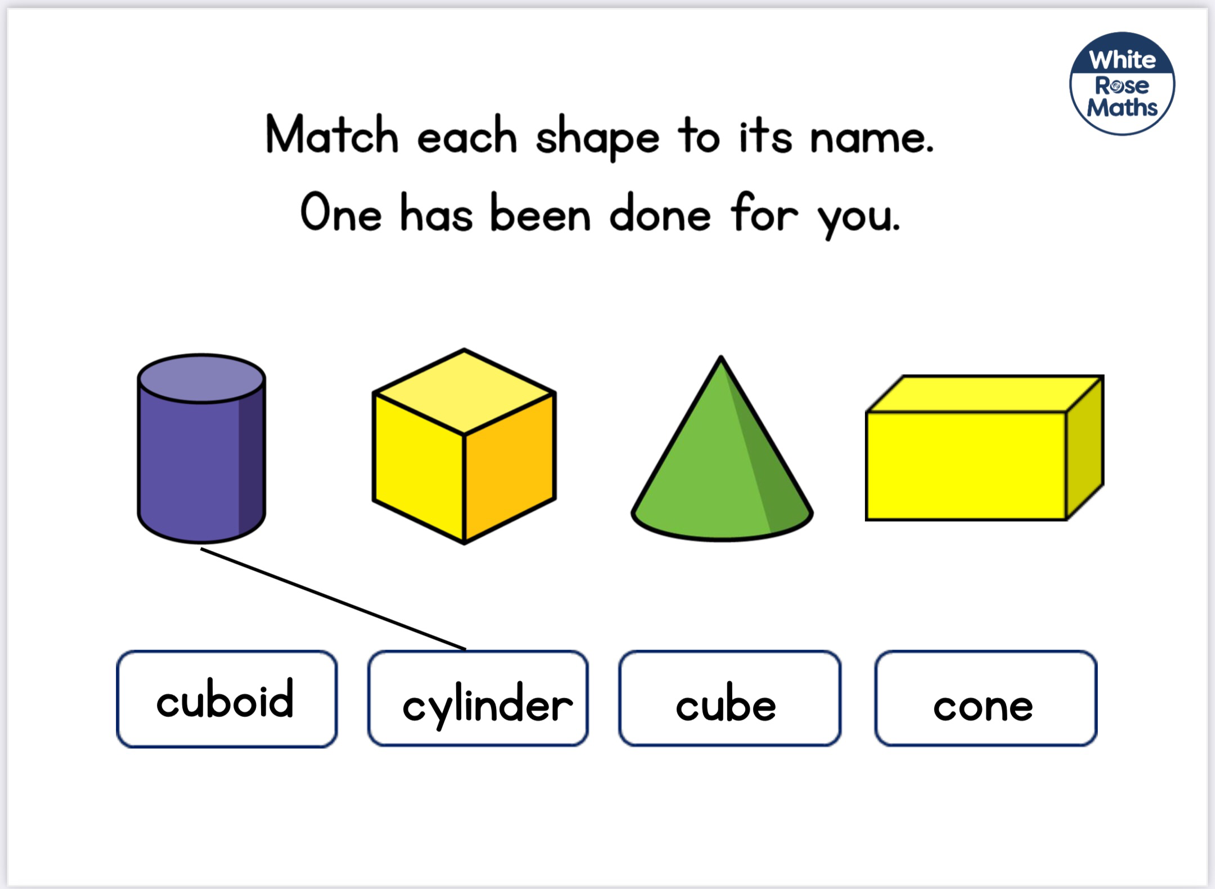 White
Rose
Maths
Match each shape to its name.
One has been done for you.
cuboid
cylinder
cube
cone